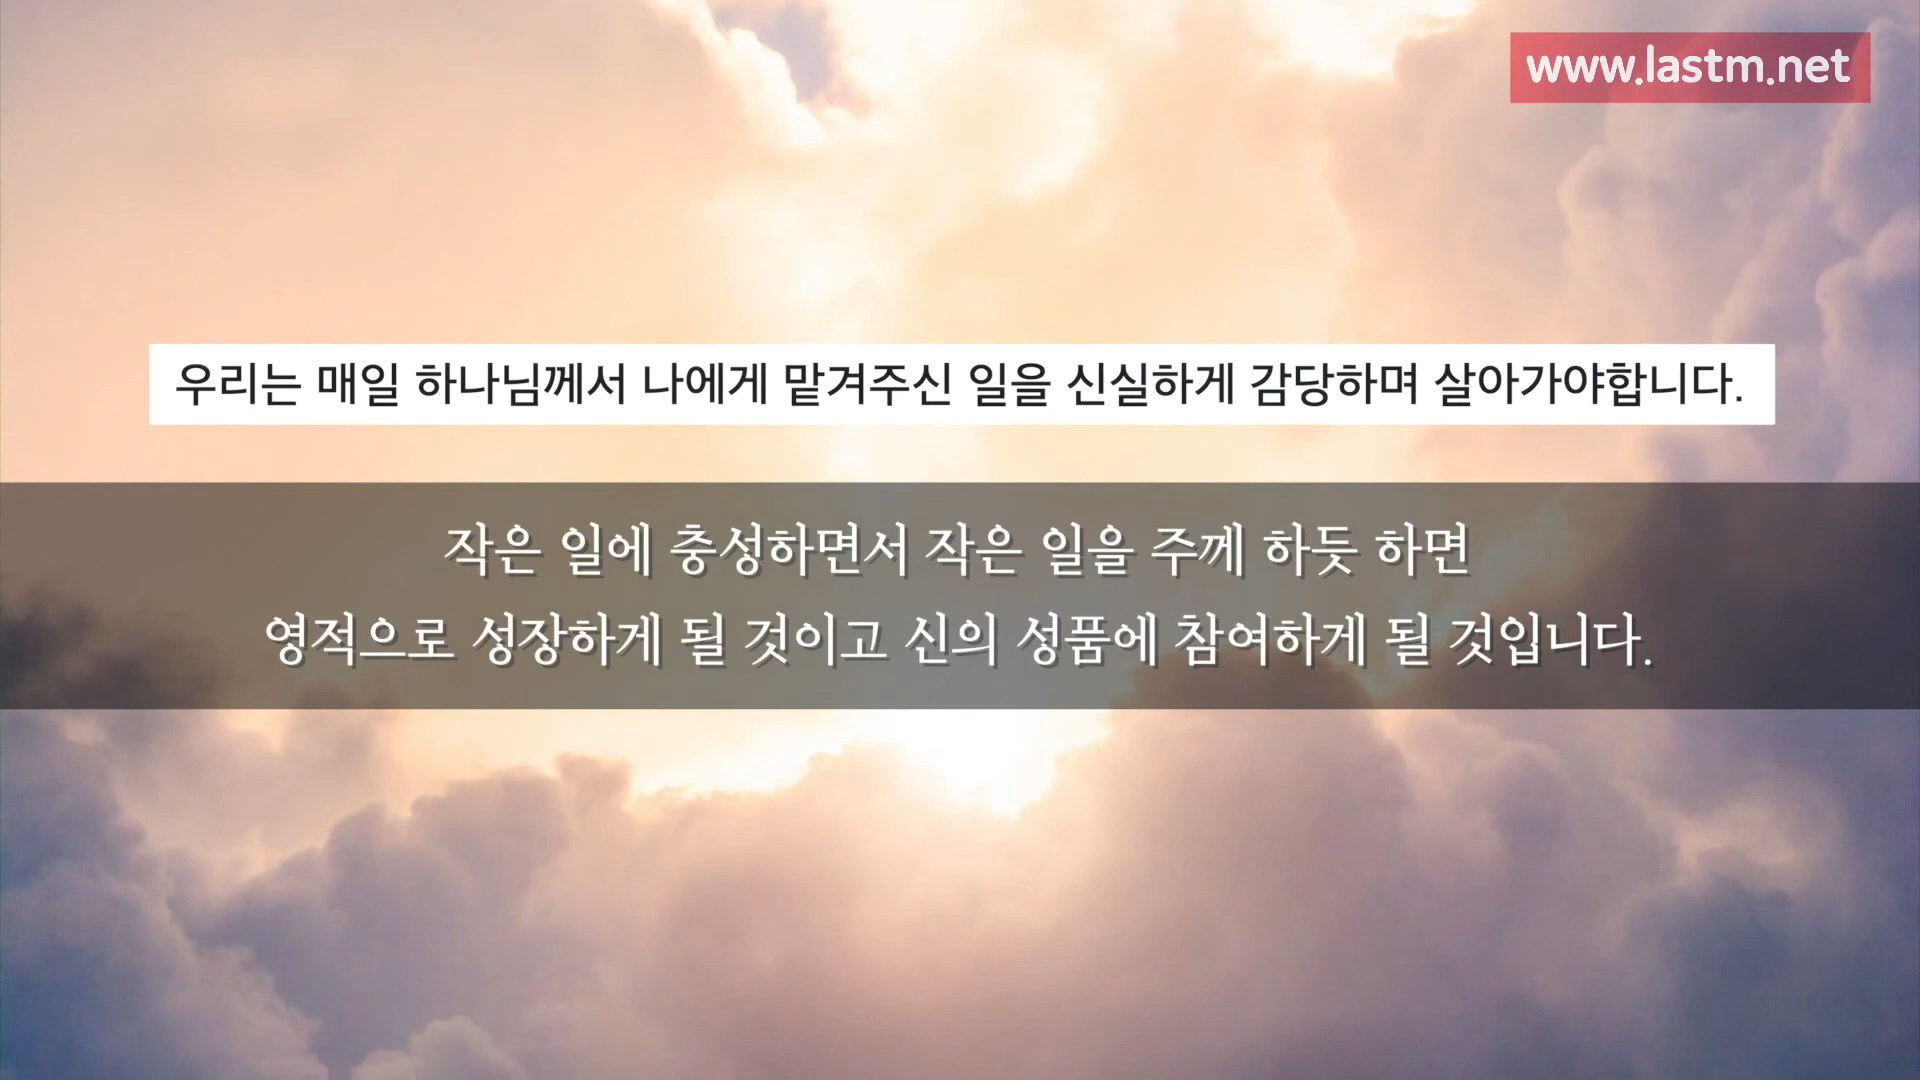 www.lastm.net
우리는 매일 하나님께서 나에게 맡겨주신 일을 신실하게 감당하며 살아가야합니다.
작은 일에 충성하면서 작은 일을 주께 하듯 하면
영적으로 성장하게 될 것이고 신의 성품에 참여하게 될 것입니다.